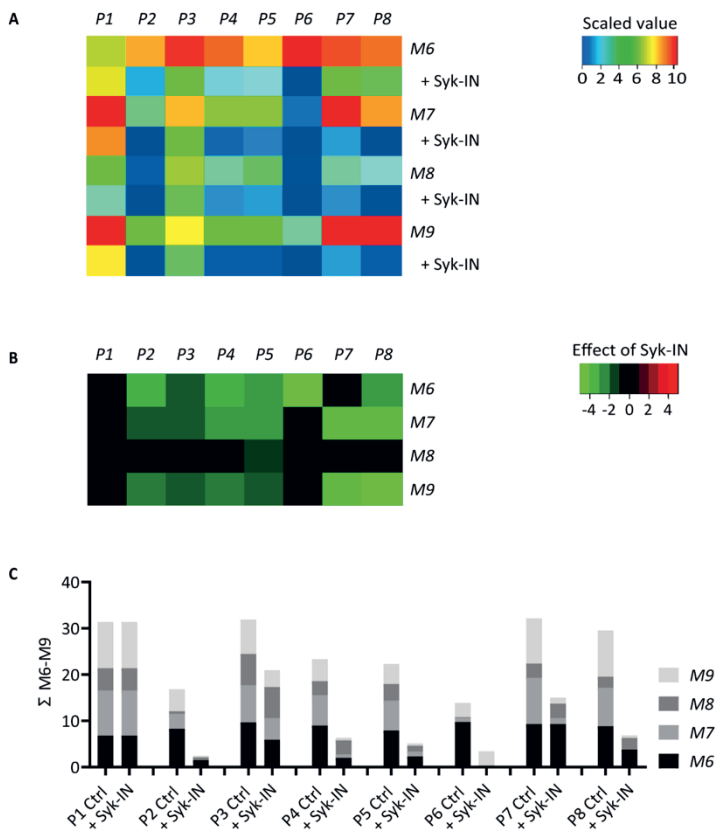 A
P1 P2 P3 P4 P5 P6 P7 P8
M6
+ Syk-IN
M7
+ Syk-IN
M8
+ Syk-IN
M9
+ Syk-IN
Scaled value
0 2 4 6 8 10
B
P1 P2 P3 P4 P5 P6 P7 P8
M6
M7
M8
M9
Effect of Syk-IN
-4 -2 0 2 4
C
Σ M6-M9
40
30
20
10
0
P1 Ctrl
+ Syk-IN
P2 Ctrl
+ Syk-IN
P3 Ctrl
+ Syk-IN
P4 Ctrl
+ Syk-IN
P5 Ctrl
+ Syk-IN
P6 Ctrl
+ Syk-IN
P7 Ctrl
+ Syk-IN
P8 Ctrl
+ Syk-IN
M9
M8
M7
M6